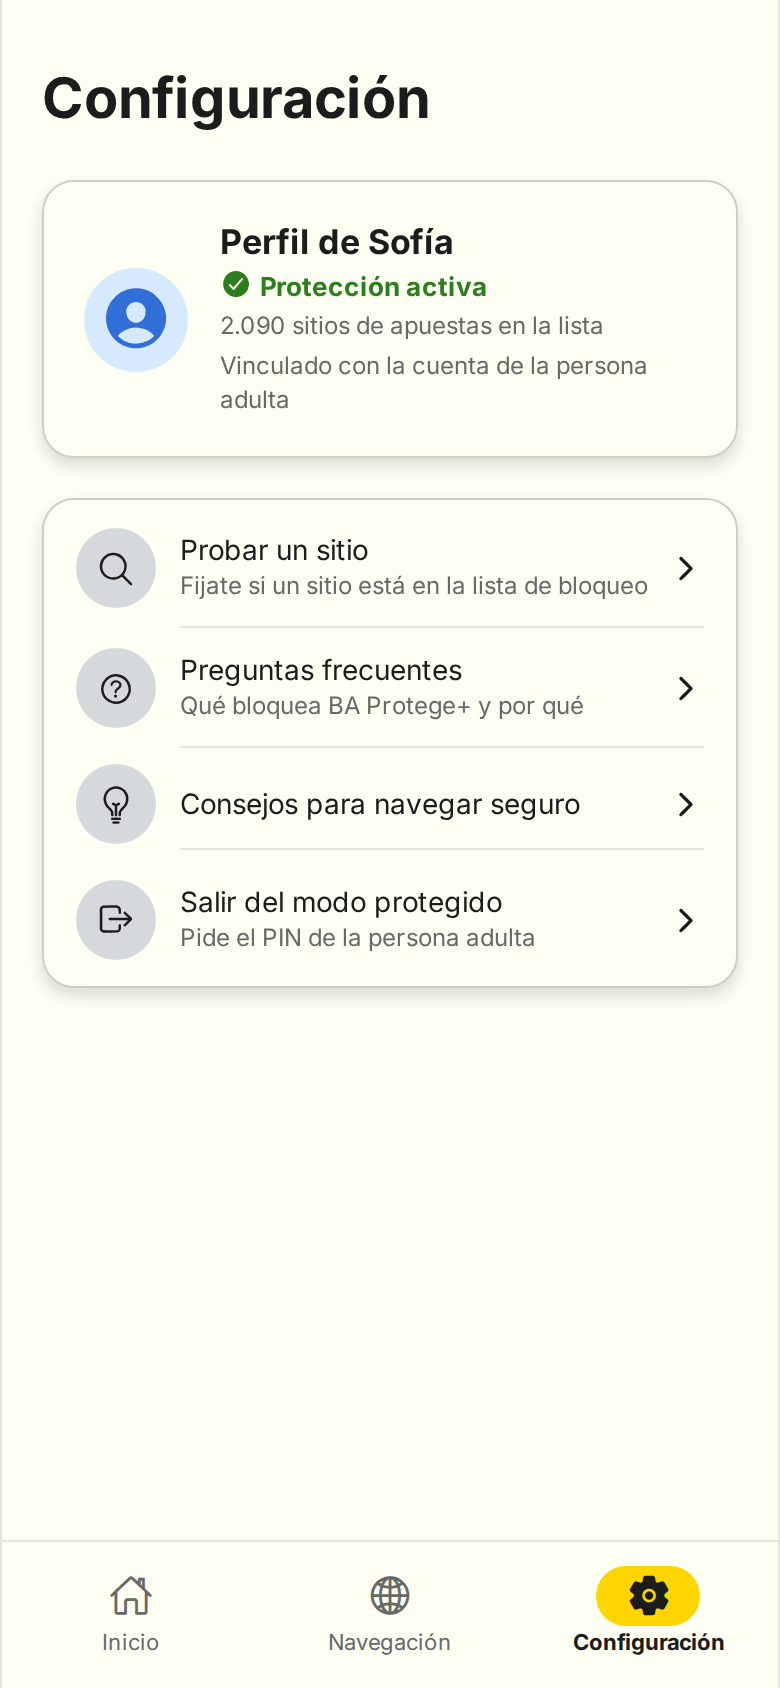 Configuración
Perfil de Sofía
Protección activa
2.090 sitios de apuestas en la lista
Vinculado con la cuenta de la persona
adulta
Probar un sitio
Fijate si un sitio está en la lista de bloqueo
Preguntas frecuentes
Qué bloquea BA Protege+ y por qué
Consejos para navegar seguro
Salir del modo protegido
Pide el PIN de la persona adulta
Inicio
Navegación
Configuración